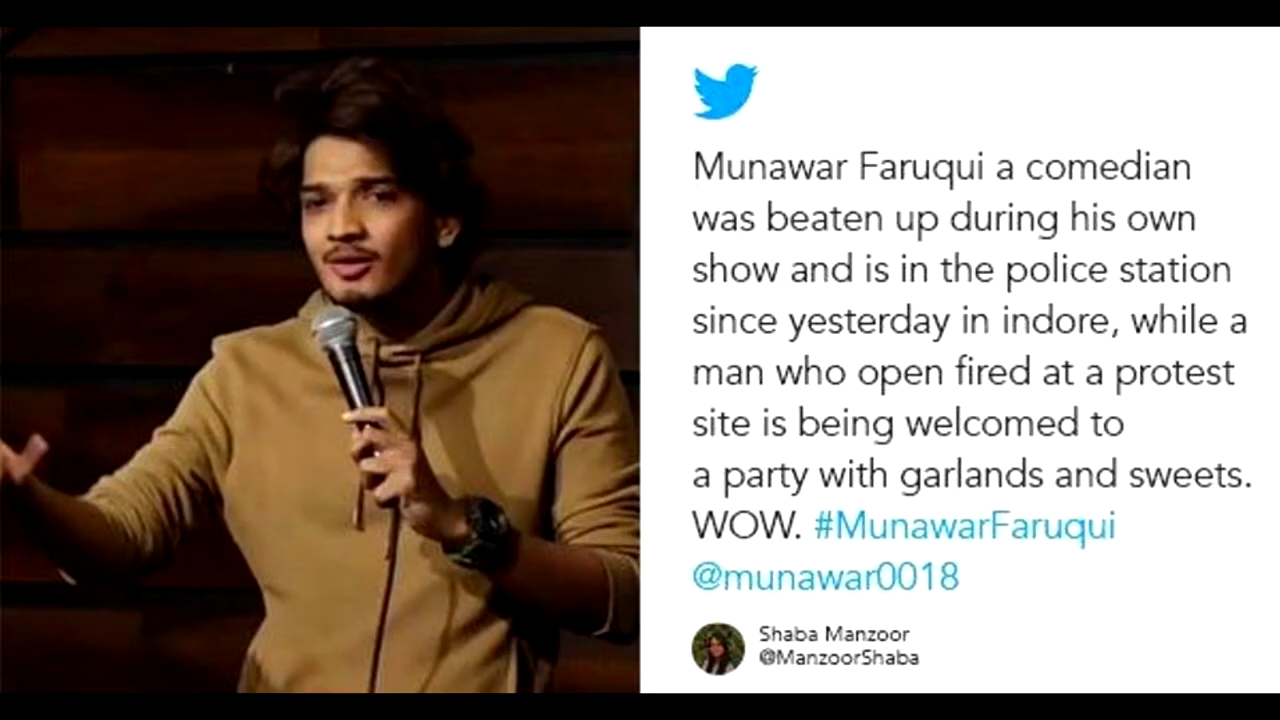 Munawar Faruqui a comedian
was beaten up during his own
show and is in the police station
since yesterday in indore, while a
man who open fired at a protest
site is being welcomed to
a party with garlands and sweets.
WOW. #MunawarFaruqui
@munawar0018
Shaba Manzoor
@ManzoorShaba